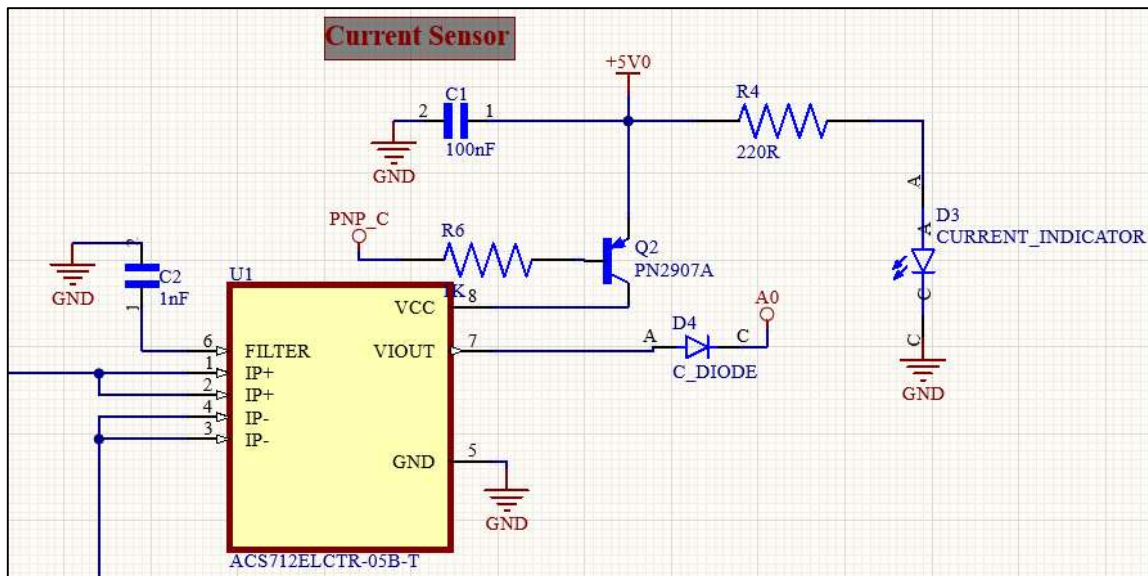 Current Sensor
+5V0
C1
2
1
100nF
GND
R4
220R
A
A
D3
CURRENT_INDICATOR
C
C
GND
PNP_C
R6
1K
Q2
PN2907A
2
C2
1nF
1
GND
U1
VCC
8
VIOUT
7
6
FILTER
1
IP+
2
IP+
4
IP-
3
IP-
GND
5
GND
A
D4
C
C_DIODE
A0
ACS712ELCTR-05B-T